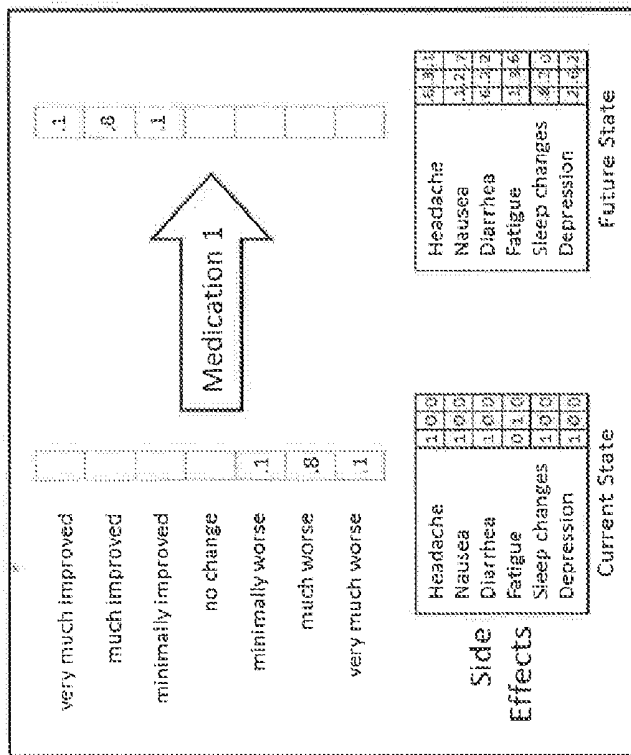 very much improved .1
much improved .8
minimally improved .1
no change
minimally worse .1
much worse .8
very much worse .1
Medication 1
Side
Effects
Headache 1 0 0
Nausea 1 0 0
Diarrhea 1 0 0
Fatigue 0 1 0
Sleep changes 1 0 0
Depression 1 0 0
Current State
Headache
Nausea
Diarrhea
Fatigue
Sleep changes
Depression
Future State